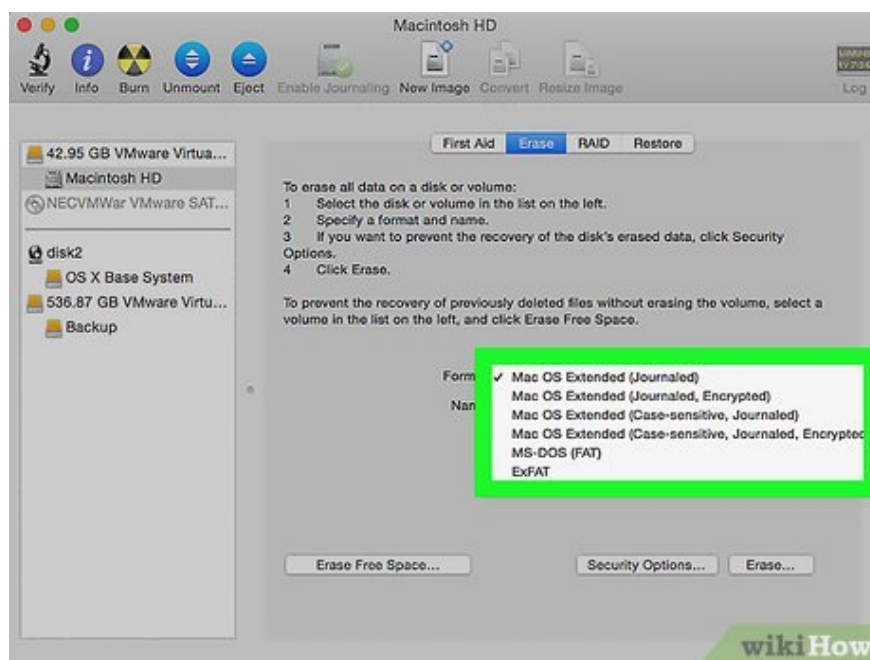 Macintosh HD
Verify Info Burn Unmount Eject Enable Journaling New Image Convert Resize Image Log
First Aid Erase RAID Restore
42.95 GB VMware Virtua...
Macintosh HD
NECVMWar VMware SAT...
disk2
OS X Base System
536.87 GB VMware Virtu...
Backup
To erase all data on a disk or volume:
1 Select the disk or volume in the list on the left.
2 Specify a format and name.
3 If you want to prevent the recovery of the disk's erased data, click Security
Options.
4 Click Erase.
To prevent the recovery of previously deleted files without erasing the volume, select a
volume in the list on the left, and click Erase Free Space.
Form ✓ Mac OS Extended (Journaled)
Mac OS Extended (Journaled, Encrypted)
Nam Mac OS Extended (Case-sensitive, Journaled)
Mac OS Extended (Case-sensitive, Journaled, Encrypted
MS-DOS (FAT)
ExFAT
Erase Free Space... Security Options... Erase...
wikiHow